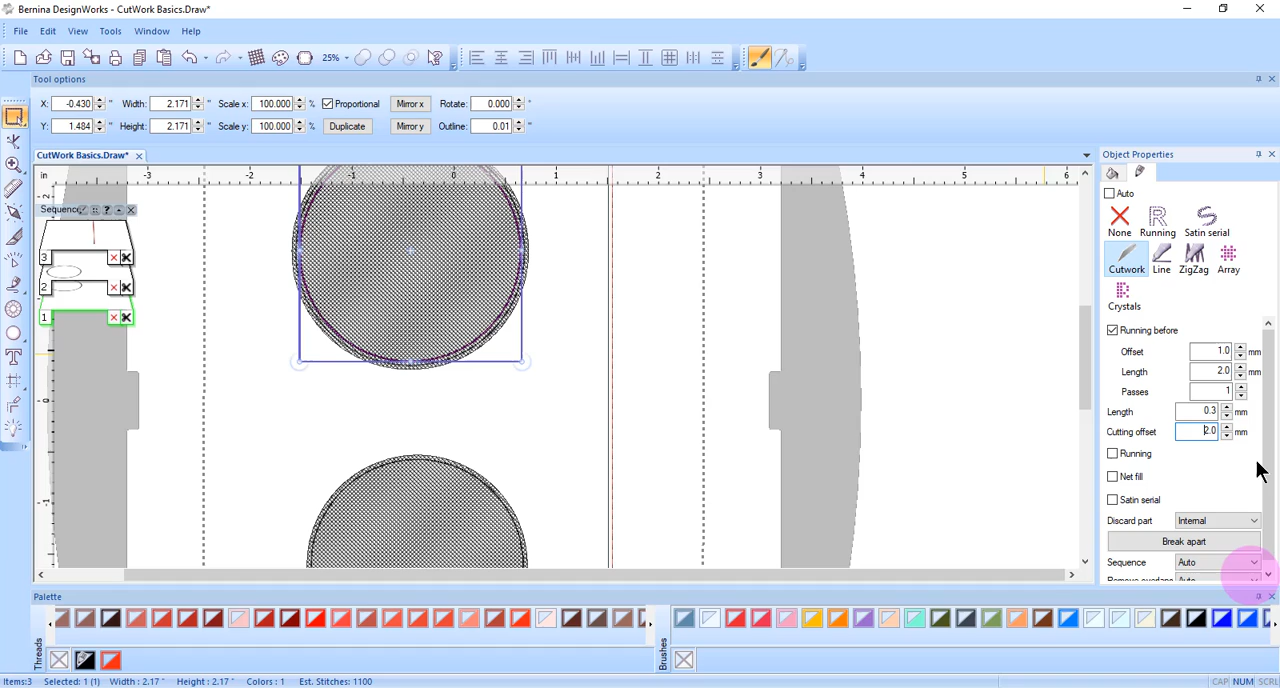 Bernina DesignWorks - CutWork Basics.Draw*
File Edit View Tools Window Help
25%
Tool options
X: -0.430 " Width: 2.171 " Scale x: 100.000 % Proportional Mirror x Rotate: 0.000 °
Y: 1.484 " Height: 2.171 " Scale y: 100.000 % Duplicate Mirror y Outline: 0.01 "
CutWork Basics.Draw*
Object Properties
in -3 -2 -1 0 1 2 3 4 5 6
Auto
2
Sequence
None Running Satin serial
3
Cutwork Line ZigZag Array
2
Crystals
1
Running before
Offset 1.0 mm
Length 2.0 mm
Passes 1
0
Length 0.3 mm
Cutting offset 2.0 mm
Running
Net fill
-1
Satin serial
Discard part Internal
Break apart
Sequence Auto
Remove overlaps Auto
Palette
Threads
Brushes
Items:3 Selected: 1 (1) Width : 2.17 " Height : 2.17 " Colors : 1 Est. Stitches: 1100 CAP NUM SCRL